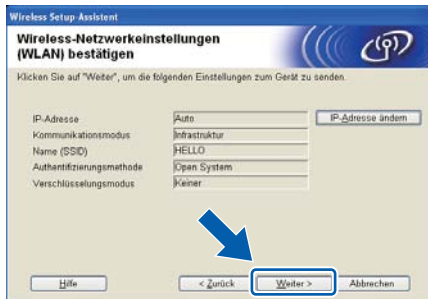 Wireless Setup-Assistent
Wireless-Netzwerkeinstellungen
(WLAN) bestätigen
Klicken Sie auf "Weiter", um die folgenden Einstellungen zum Gerät zu senden.
IP-Adresse Auto IP-Adresse ändern
Kommunikationsmodus Infrastruktur
Name (SSID) HELLO
Authentifizierungsmethode Open System
Verschlüsselungsmodus Keiner
Hilfe < Zurück Weiter > Abbrechen